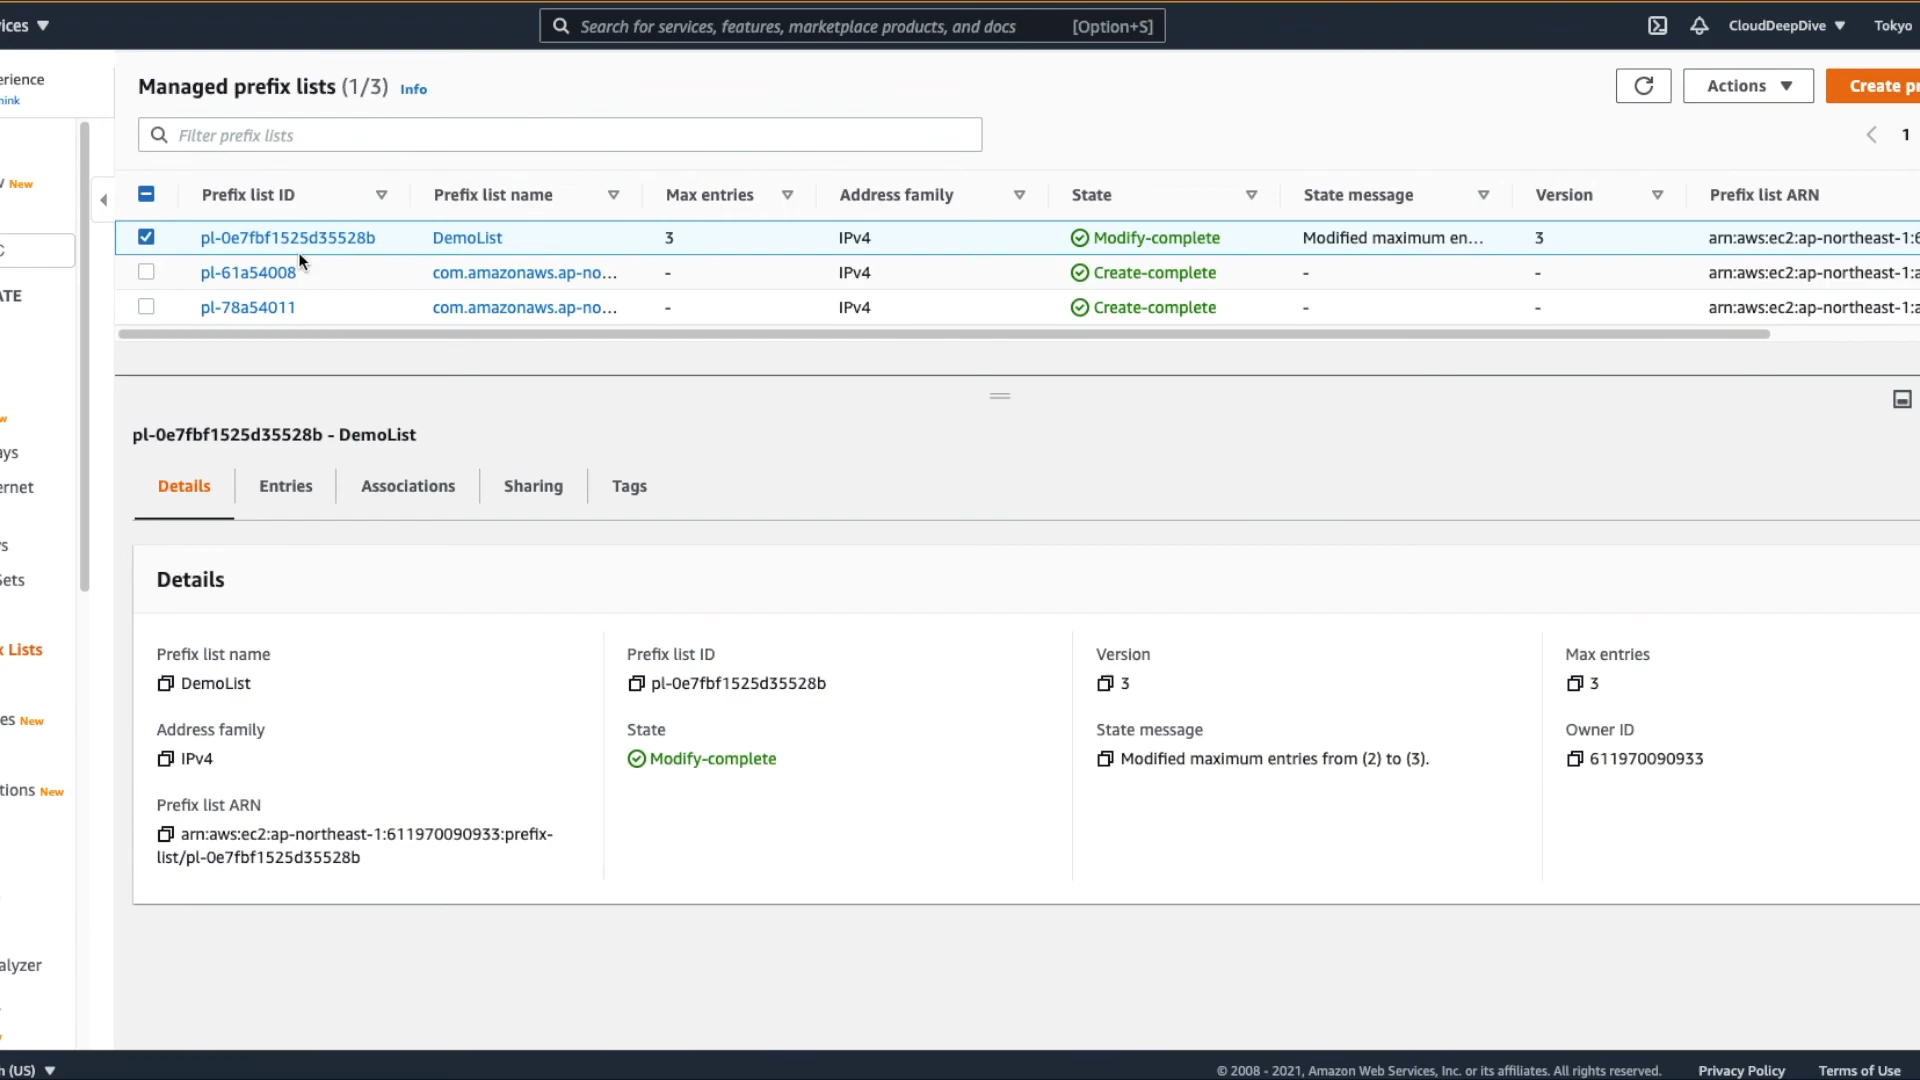 ices
Search for services, features, marketplace products, and docs [Option+S]
CloudDeepDive
Tokyo
erience
hink
Managed prefix lists (1/3) Info
Actions
Create pr
Filter prefix lists
1
New
Prefix list ID Prefix list name Max entries Address family State State message Version Prefix list ARN
pl-0e7fbf1525d35528b DemoList 3 IPv4 Modify-complete Modified maximum en... 3 arn:aws:ec2:ap-northeast-1:6
pl-61a54008 com.amazonaws.ap-no... - IPv4 Create-complete - - arn:aws:ec2:ap-northeast-1:a
pl-78a54011 com.amazonaws.ap-no... - IPv4 Create-complete - - arn:aws:ec2:ap-northeast-1:a
ATE
ays
ernet
s
Sets
x Lists
es New
tions New
alyzer
pl-0e7fbf1525d35528b - DemoList
Details Entries Associations Sharing Tags
Details
Prefix list name
DemoList
Prefix list ID
pl-0e7fbf1525d35528b
Version
3
Max entries
3
Address family
IPv4
State
Modify-complete
State message
Modified maximum entries from (2) to (3).
Owner ID
611970090933
Prefix list ARN
arn:aws:ec2:ap-northeast-1:611970090933:prefix-
list/pl-0e7fbf1525d35528b
h (US)
© 2008 - 2021, Amazon Web Services, Inc. or its affiliates. All rights reserved. Privacy Policy Terms of Use